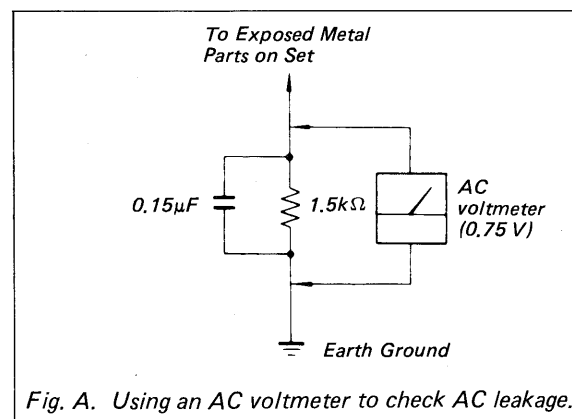 To Exposed Metal
Parts on Set
0.15µF
1.5kΩ
AC
voltmeter
(0.75 V)
Earth Ground
Fig. A. Using an AC voltmeter to check AC leakage.